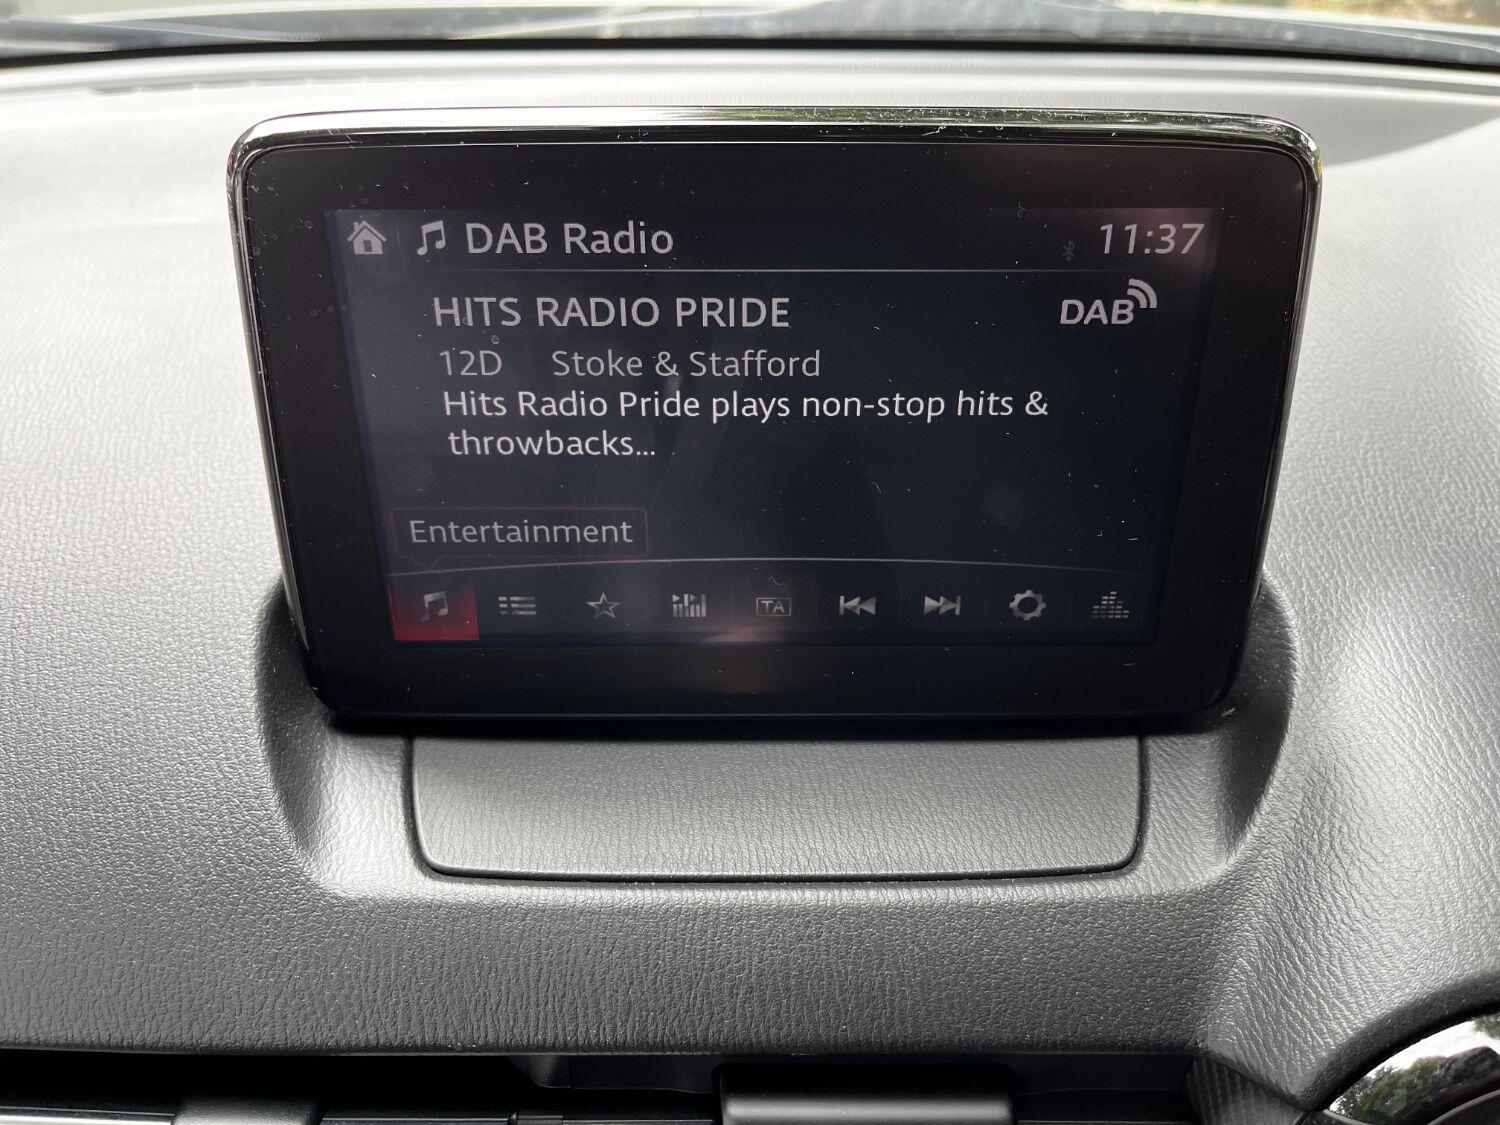 DAB Radio 11:37
HITS RADIO PRIDE DAB
12D Stoke & Stafford
Hits Radio Pride plays non-stop hits &
throwbacks...
Entertainment
TA